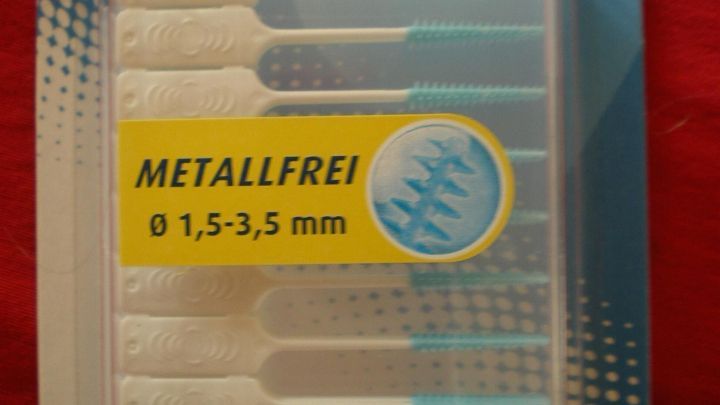 METALLFREI
Ø 1,5-3,5 mm